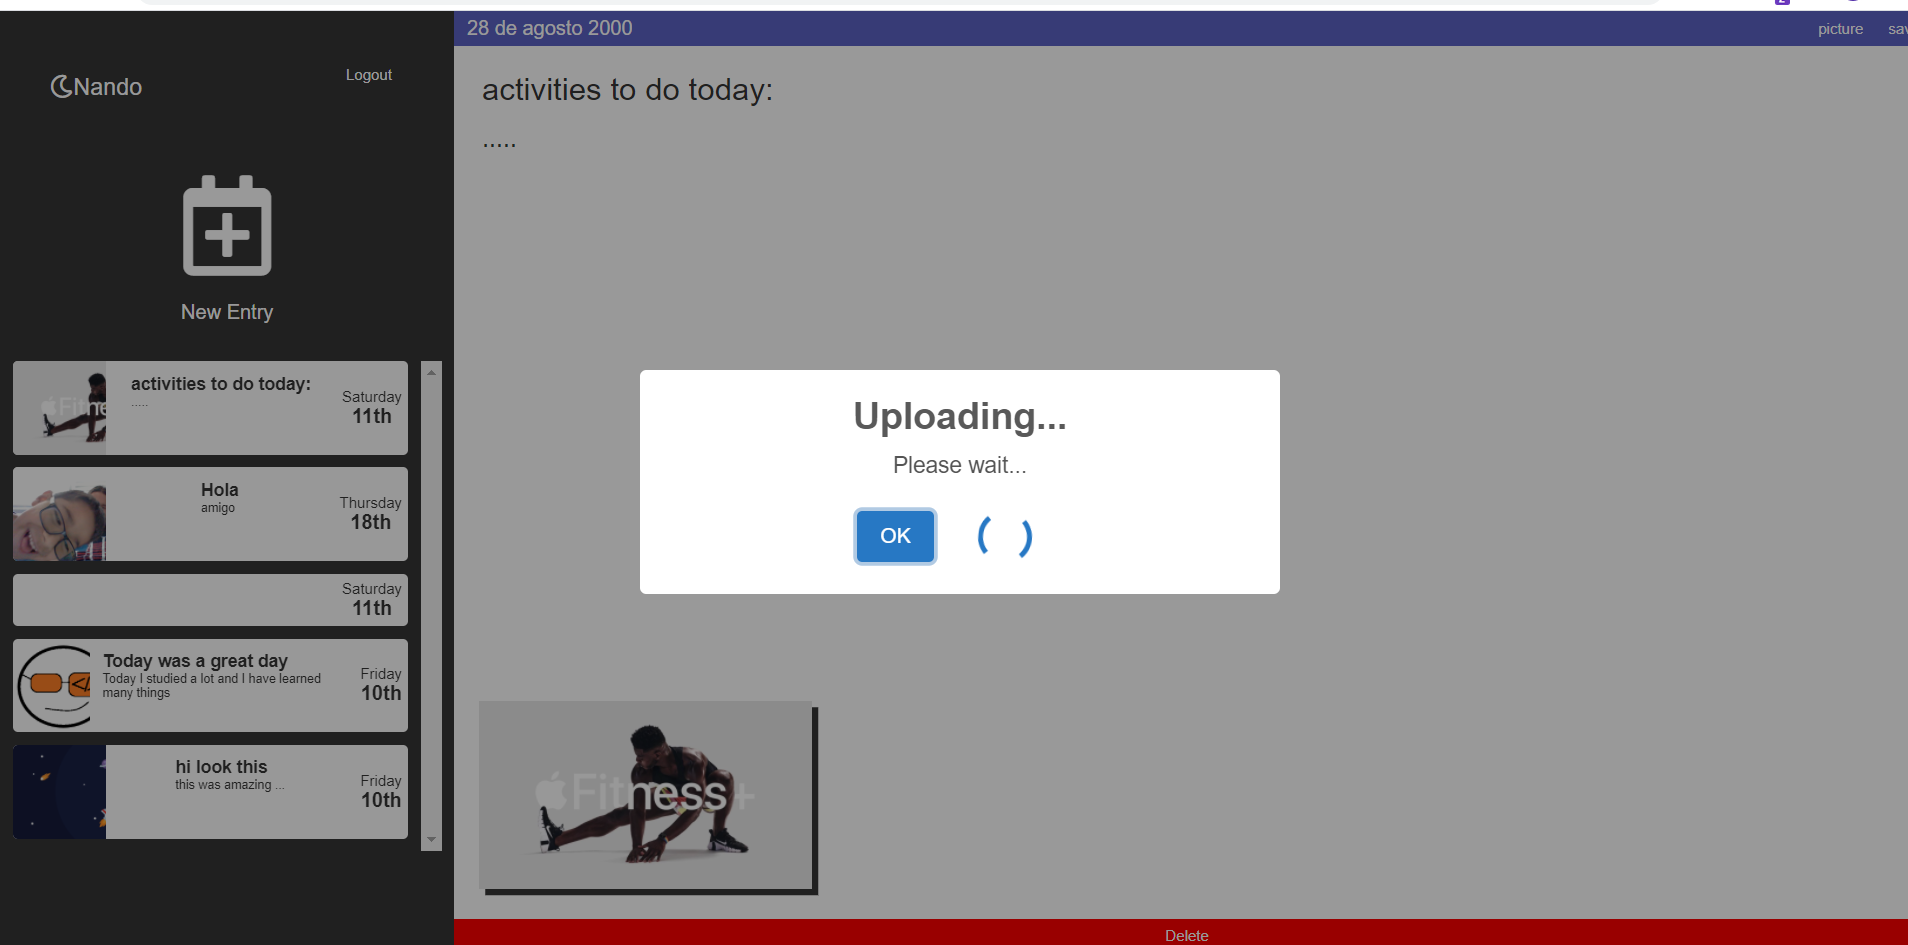 28 de agosto 2000
picture
Nando
Logout
activities to do today:
.....
New Entry
activities to do today:
.....
Saturday
11th
Hola
amigo
Thursday
18th
Saturday
11th
Today was a great day
Today I studied a lot and I have learned
many things
Friday
10th
hi look this
this was amazing ...
Friday
10th
Uploading...
Please wait...
OK
Fitness+
Delete